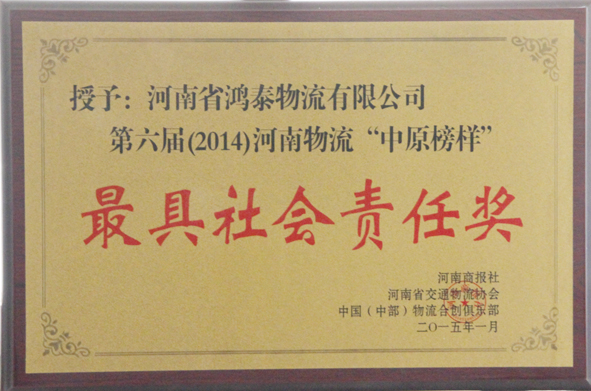 授予：河南省鸿泰物流有限公司
第六届(2014)河南物流“中原榜样”
最具社会责任奖
河南商报社
河南省交通物流协会
中国（中部）物流合创俱乐部
二〇一五年一月